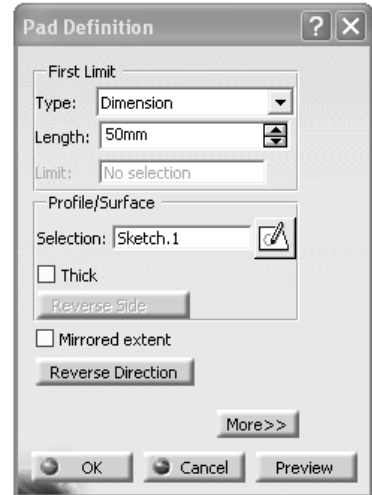 Pad Definition ? X
First Limit
Type: Dimension
Length: 50mm
Limit: No selection
Profile/Surface
Selection: Sketch.1
Thick
Reverse Side
Mirrored extent
Reverse Direction
More>>
OK Cancel Preview